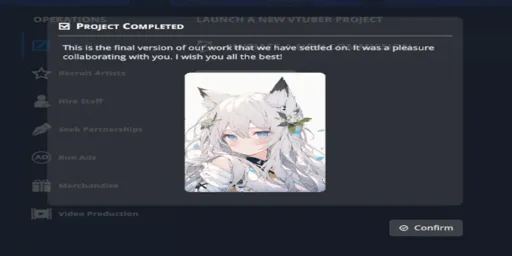 OPERATIONS
LAUNCH A NEW VTUBER PROJECT
PROJECT COMPLETED
This is the final version of our work that we have settled on. It was a pleasure
collaborating with you. I wish you all the best!
Recruit Artists
Hire Staff
Seek Partnerships
AD
Run Ads
Merchandise
Video Production
Confirm